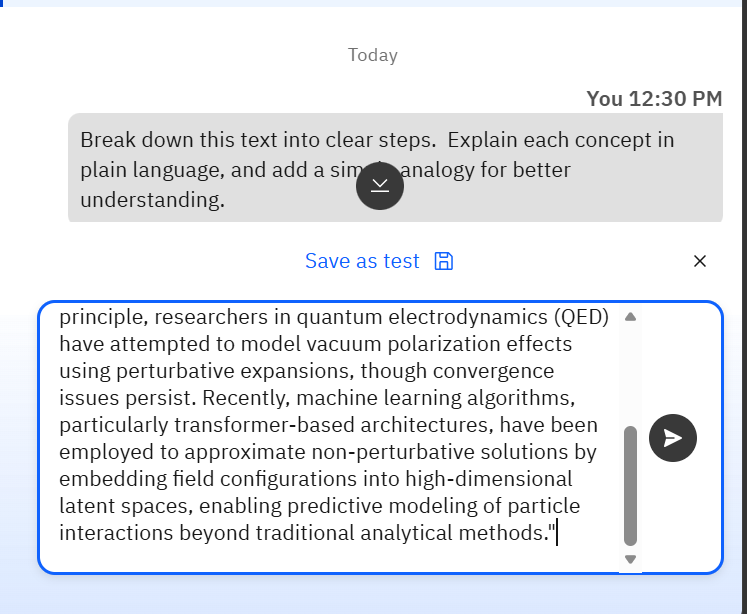 Today
You 12:30 PM
Break down this text into clear steps.  Explain each concept in
plain language, and add a analogy for better
understanding.
Save as test
principle, researchers in quantum electrodynamics (QED)
have attempted to model vacuum polarization effects
using perturbative expansions, though convergence
issues persist. Recently, machine learning algorithms,
particularly transformer-based architectures, have been
employed to approximate non-perturbative solutions by
embedding field configurations into high-dimensional
latent spaces, enabling predictive modeling of particle
interactions beyond traditional analytical methods."